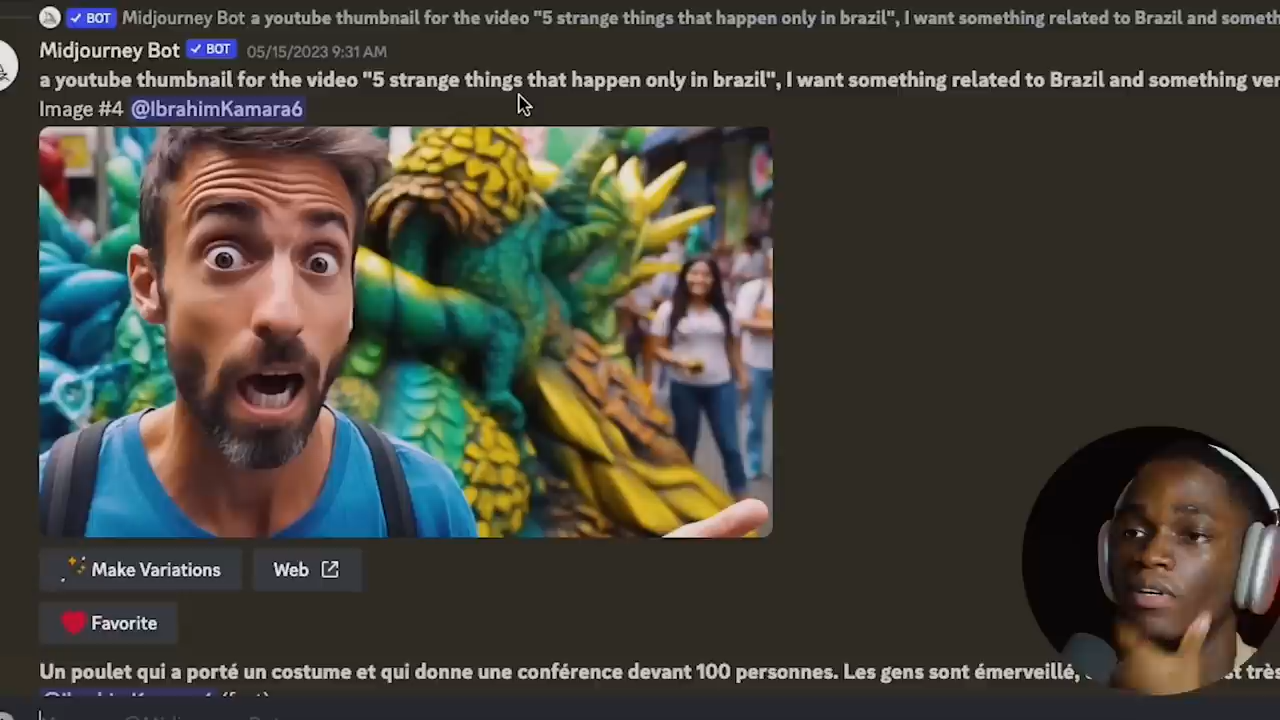 BOT Midjourney Bot a youtube thumbnail for the video "5 strange things that happen only in brazil", I want something related to Brazil and someth
Midjourney Bot BOT 05/15/2023 9:31 AM
a youtube thumbnail for the video "5 strange things that happen only in brazil", I want something related to Brazil and something ver
Image #4 @IbrahimKamara6
Make Variations Web
Favorite
Un poulet qui a porté un costume et qui donne une conférence devant 100 personnes. Les gens sont émerveillé, t très